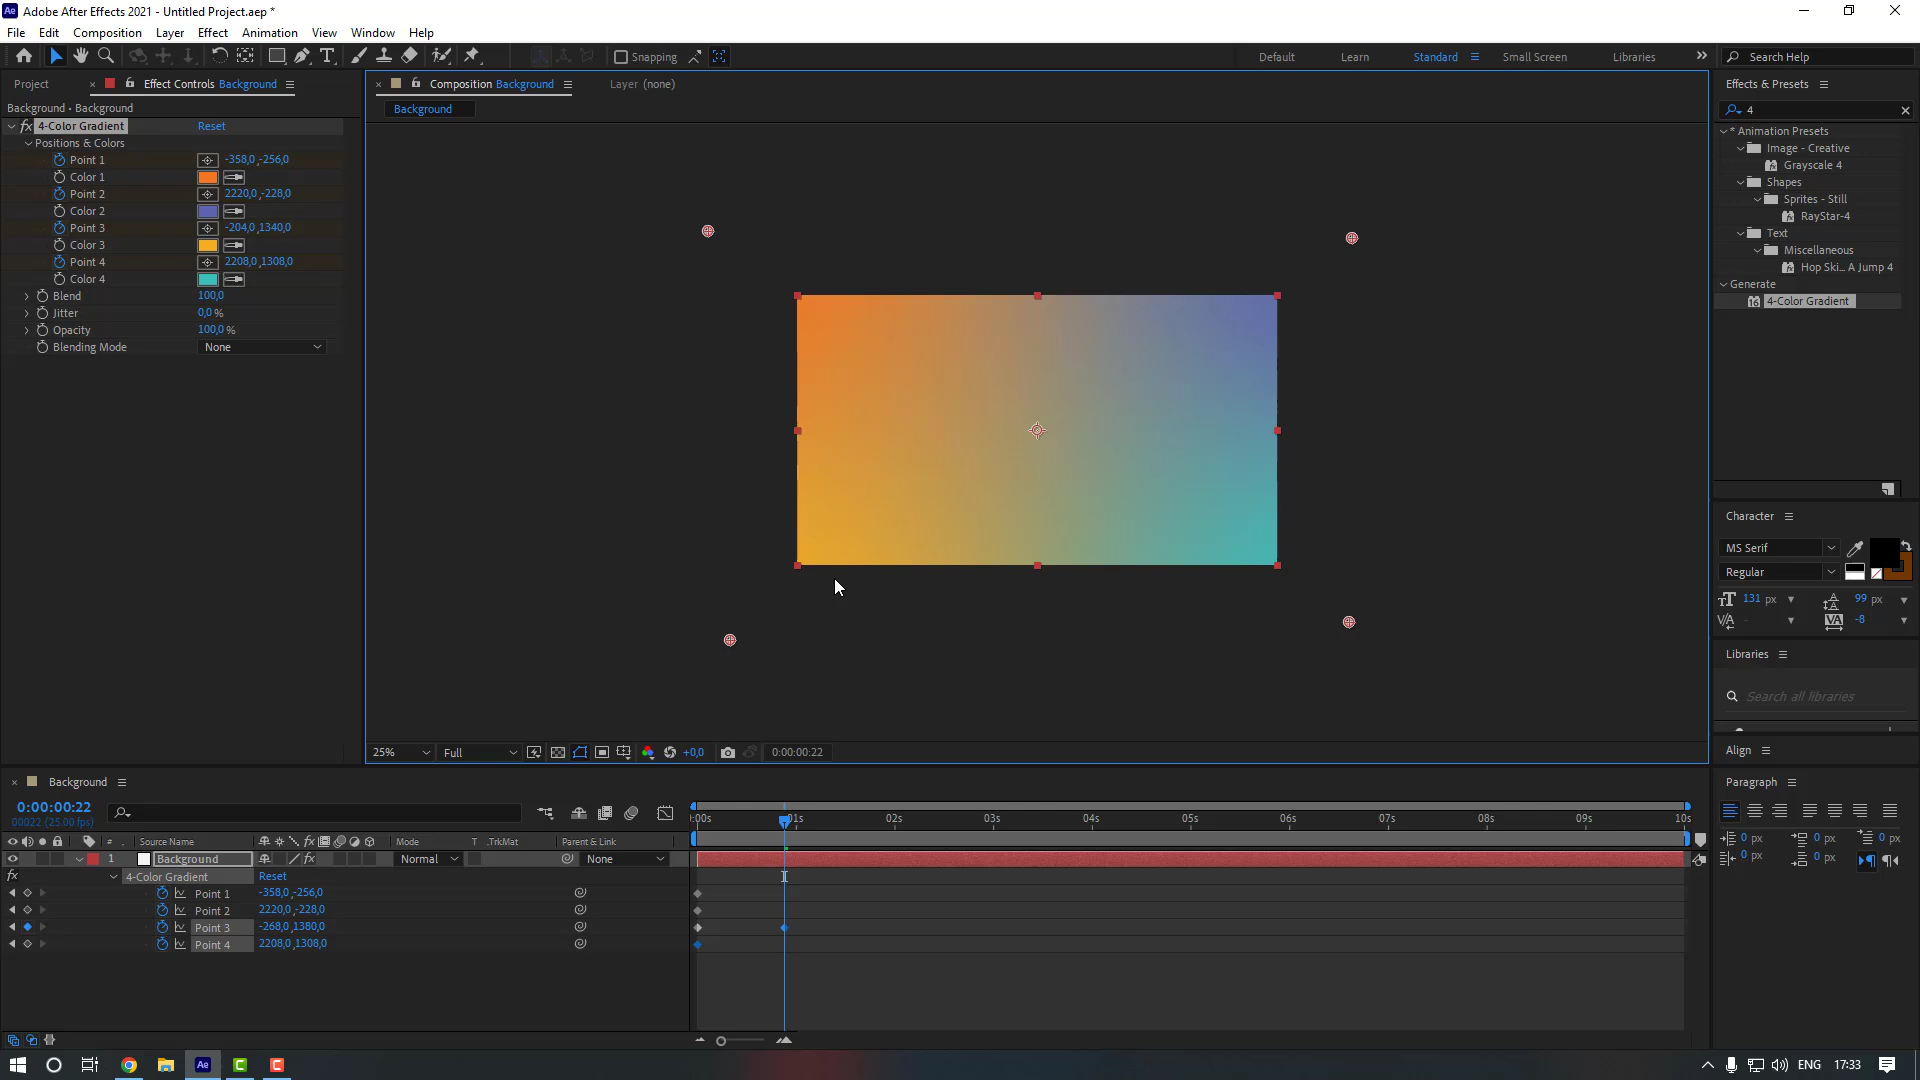 Adobe After Effects 2021 - Untitled Project.aep *
File Edit Composition Layer Effect Animation View Window Help
Snapping Default Learn Standard Small Screen Libraries Search Help
Project Effect Controls Background
Composition Background Layer (none)
Effects & Presets
Background • Background
Background
4
fx 4-Color Gradient Reset
Positions & Colors
Point 1 -358,0 ,-256,0
Color 1
Point 2 2220,0 ,-228,0
Color 2
Point 3 -204,0 ,1340,0
Color 3
Point 4 2208,0 ,1308,0
Color 4
Blend 100,0
Jitter 0,0 %
Opacity 100,0 %
Blending Mode None
* Animation Presets
Image - Creative
Grayscale 4
Shapes
Sprites - Still
RayStar-4
Text
Miscellaneous
Hop Ski... A Jump 4
Generate
4-Color Gradient
Character
MS Serif
Regular
131 px 99 px
- -8
Libraries
Search all libraries
Align
Paragraph
0 px 0 px 0 px
0 px 0 px
25% Full +0,0 0:00:00:22
Background
0:00:00:22
00022 (25.00 fps)
:00s 01s 02s 03s 04s 05s 06s 07s 08s 09s 10s
# Source Name fx Mode T .TrkMat Parent & Link
1 Background fx Normal None
fx 4-Color Gradient Reset
Point 1 -358,0 ,-256,0
Point 2 2220,0 ,-228,0
Point 3 -268,0 ,1380,0
Point 4 2208,0 ,1308,0
Ae ENG 17:33